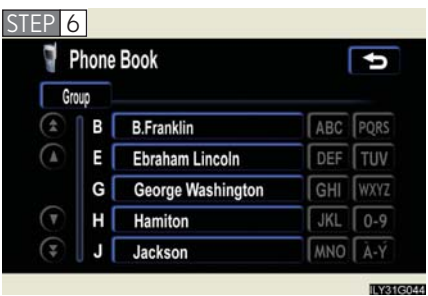 STEP 6
Phone Book
Group
B B.Franklin ABC PQRS
E Ebraham Lincoln DEF TUV
G George Washington GHI WXYZ
H Hamiton JKL 0-9
J Jackson MNO À-Ý
ILY31G044